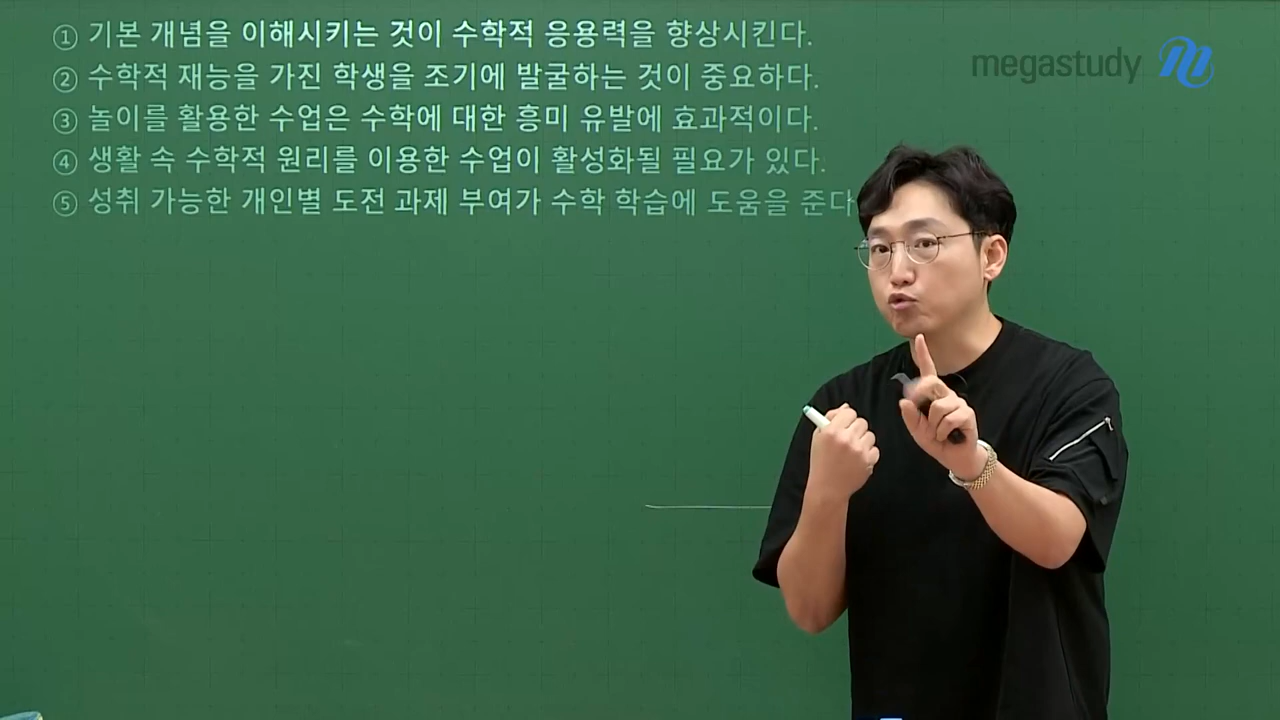 ① 기본 개념을 이해시키는 것이 수학적 응용력을 향상시킨다.
② 수학적 재능을 가진 학생을 조기에 발굴하는 것이 중요하다.
③ 놀이를 활용한 수업은 수학에 대한 흥미 유발에 효과적이다.
④ 생활 속 수학적 원리를 이용한 수업이 활성화될 필요가 있다.
⑤ 성취 가능한 개인별 도전 과제 부여가 수학 학습에 도움을 준다
megastudy